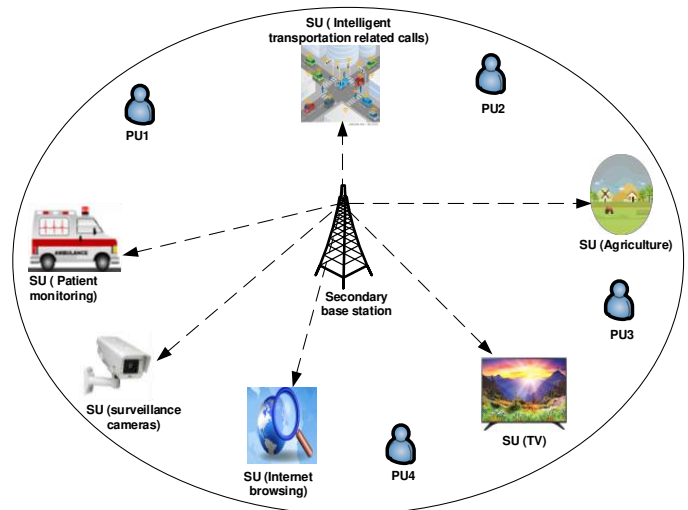 SU ( Intelligent
transportation related calls)
PU1
PU2
AMBULANCE
SU (Agriculture)
SU ( Patient
monitoring)
Secondary
base station
PU3
SU (surveillance
cameras)
SU (TV)
SU (Internet
browsing)
PU4